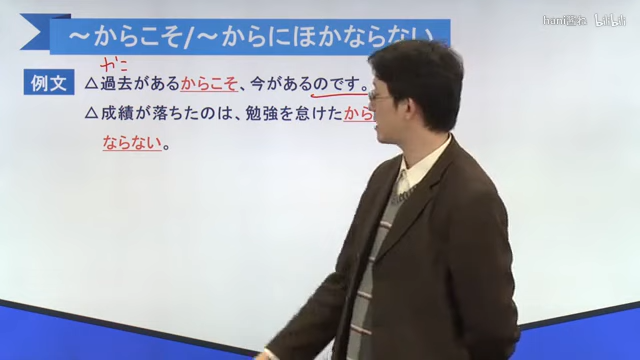 ～からこそ/～からにほかならない
かこ
例文
△過去があるからこそ、今があるのです。
△成績が落ちたのは、勉強を怠けたから
ならない。
bilibili